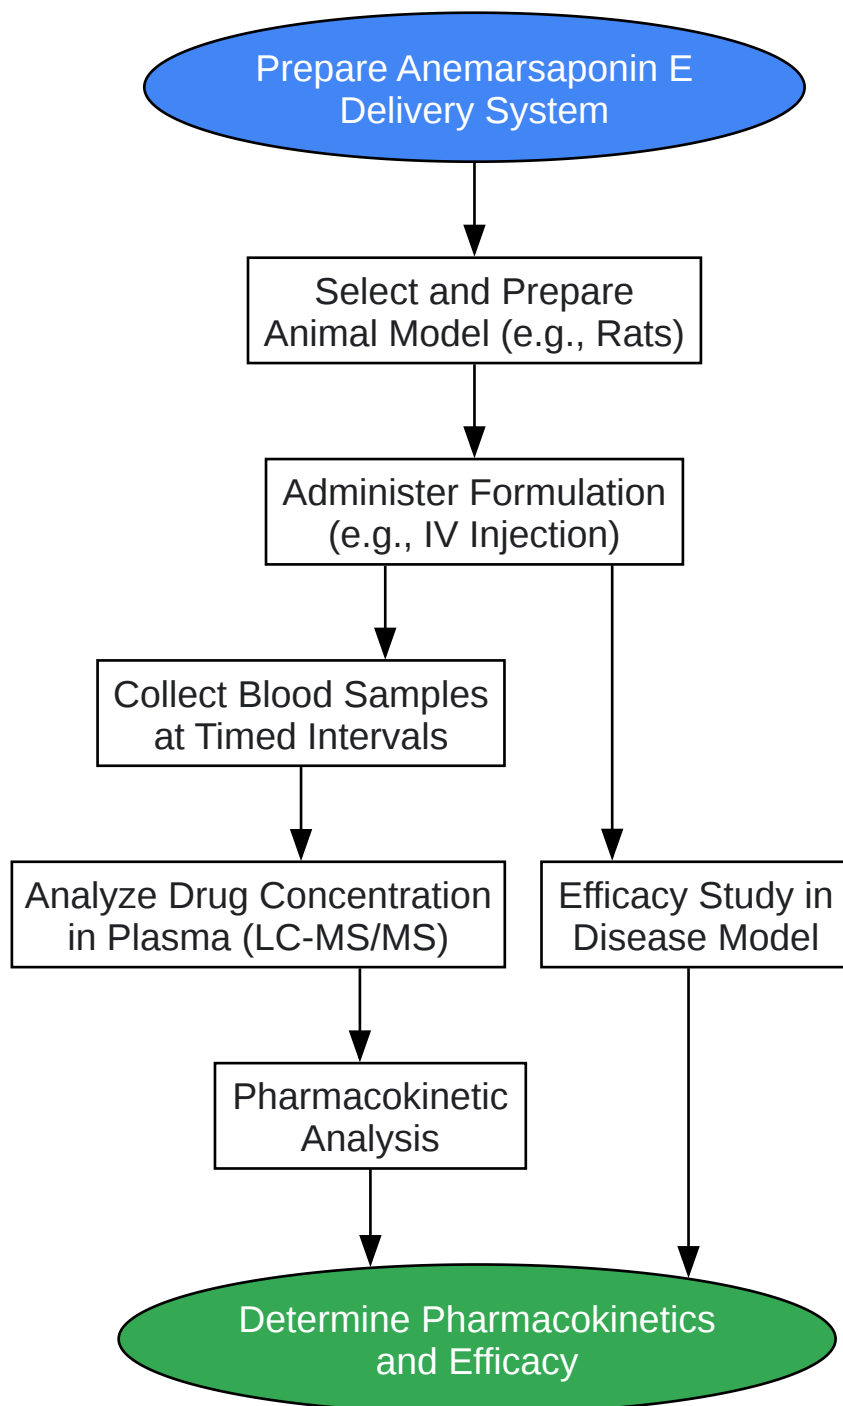 Prepare Anemarsaponin E
Delivery System
Select and Prepare
Animal Model (e.g., Rats)
Administer Formulation
(e.g., IV Injection)
Collect Blood Samples
at Timed Intervals
Analyze Drug Concentration
in Plasma (LC-MS/MS)
Efficacy Study in
Disease Model
Pharmacokinetic
Analysis
Determine Pharmacokinetics
and Efficacy